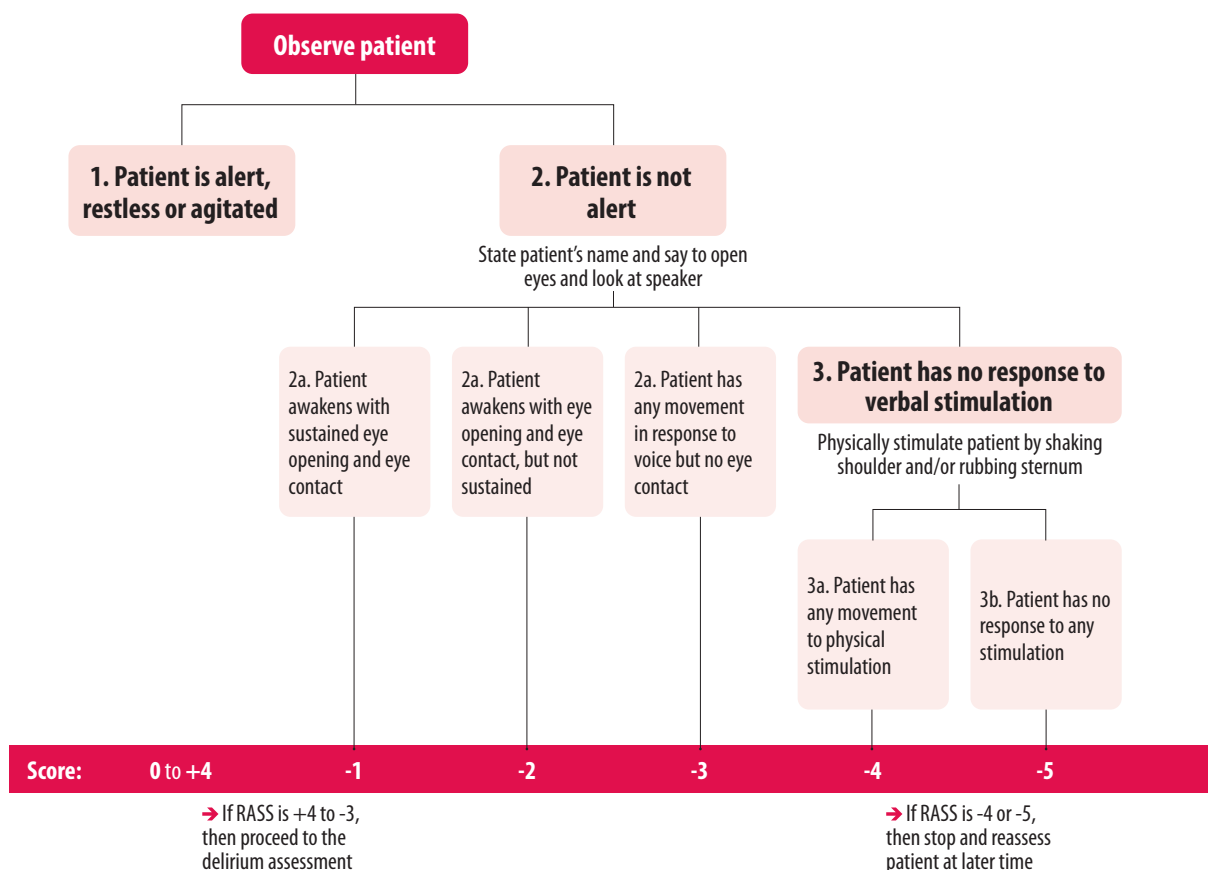 Observe patient
1. Patient is alert,
restless or agitated
2. Patient is not
alert
State patient's name and say to open
eyes and look at speaker
2a. Patient
awakens with
sustained eye
opening and eye
contact
2a. Patient
awakens with eye
opening and eye
contact, but not
sustained
2a. Patient has
any movement
in response to
voice but no eye
contact
3. Patient has no response to
verbal stimulation
Physically stimulate patient by shaking
shoulder and/or rubbing sternum
3a. Patient has
any movement
to physical
stimulation
3b. Patient has no
response to any
stimulation
Score: 0 to +4 -1 -2 -3 -4 -5
➔ If RASS is +4 to -3,
then proceed to the
delirium assessment
➔ If RASS is -4 or -5,
then stop and reassess
patient at later time